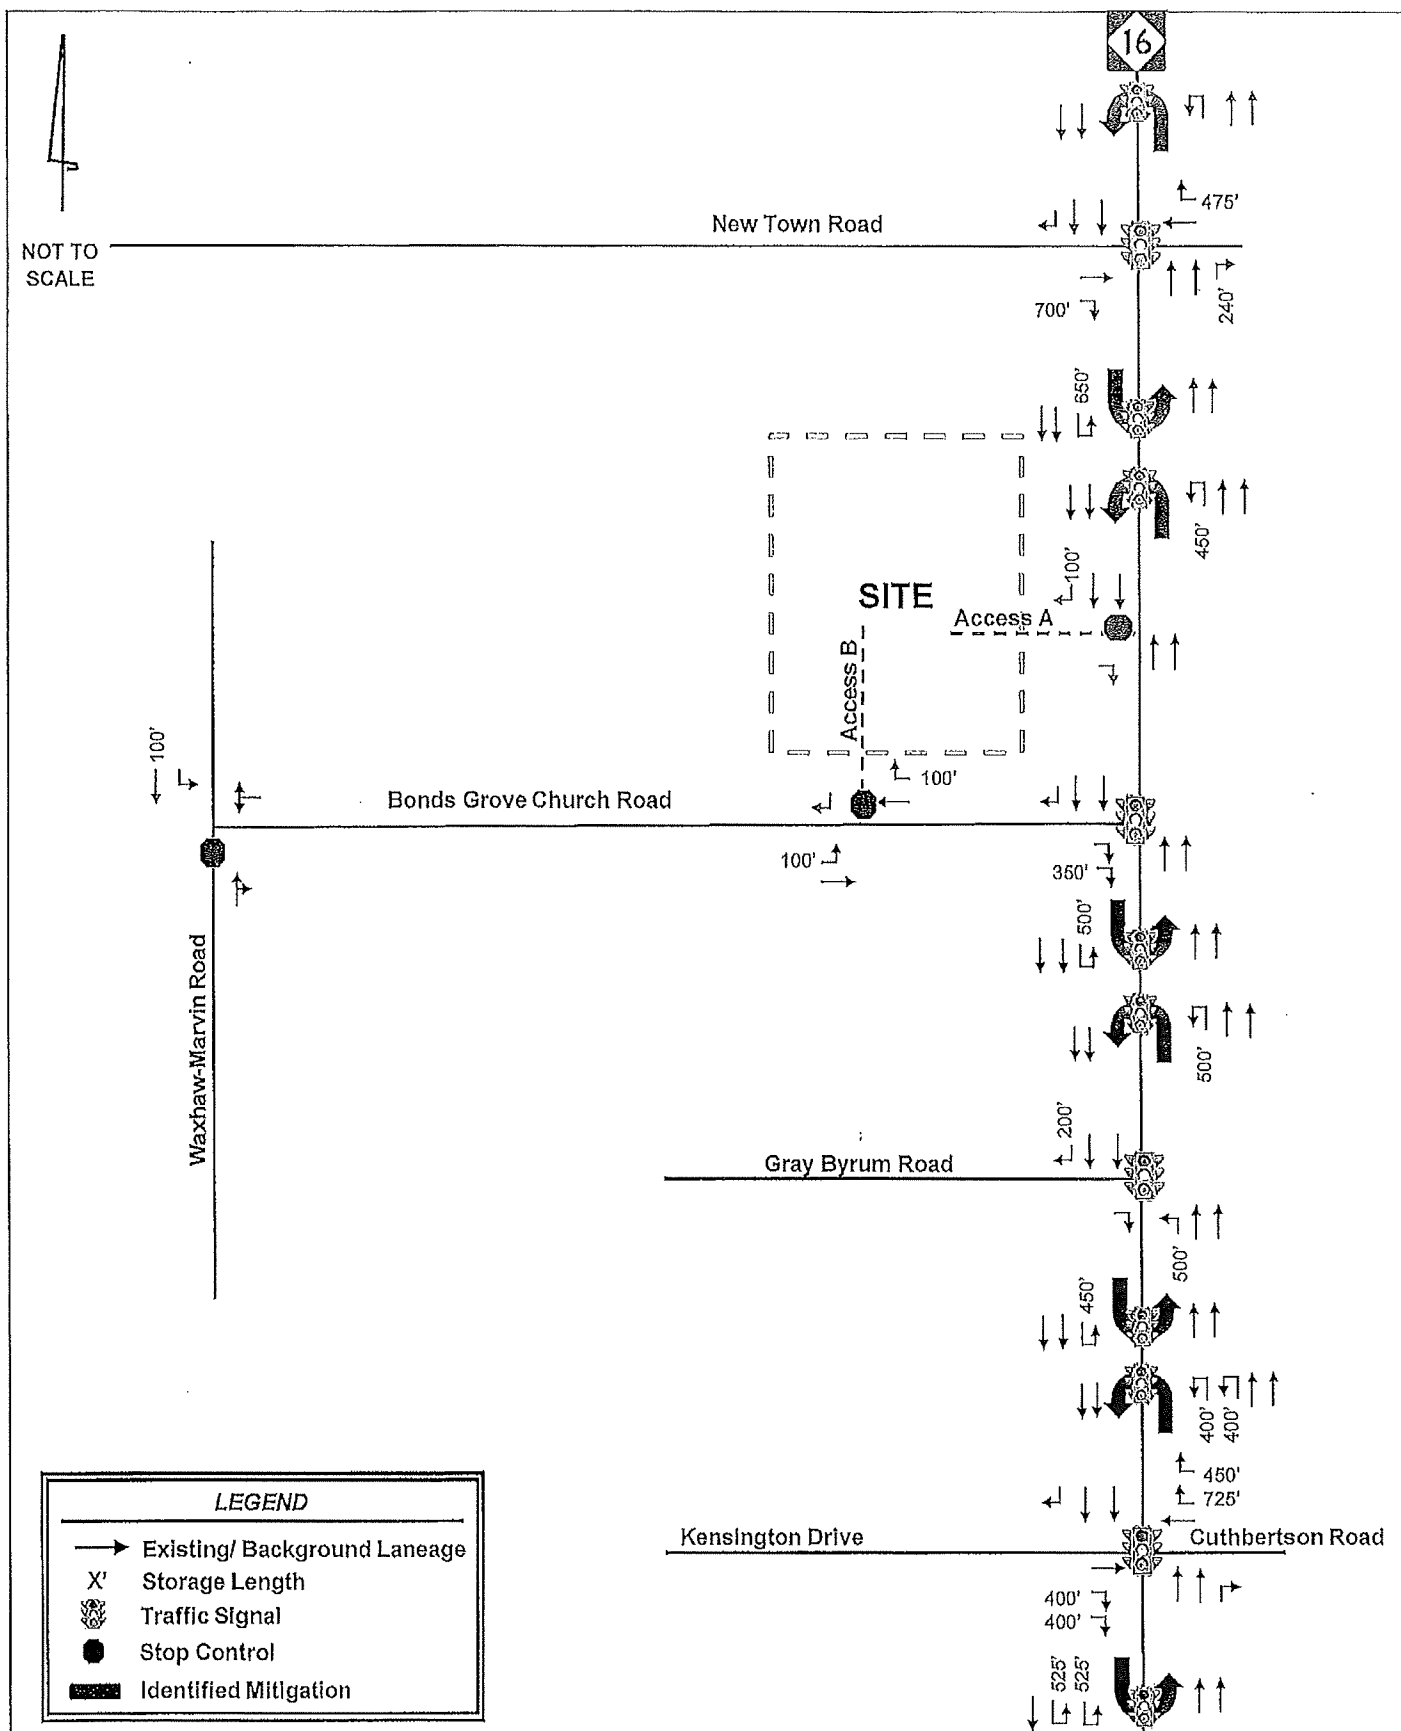 16
475'
New Town Road
NOT TO
SCALE
700'
240'
650'
450'
100'
SITE
Access A
Access B
100'
100'
Bonds Grove Church Road
100'
350'
500'
Waxhaw-Marvin Road
500'
200'
Gray Byrum Road
500'
450'
400'
400'
450'
725'
Kensington Drive
Cuthbertson Road
400'
400'
525'
525'
LEGEND
Existing/ Background Laneage
X' Storage Length
Traffic Signal
Stop Control
Identified Mitigation